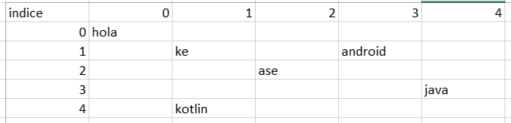 indice 0 1 2 3 4
0 hola
1 ke android
2 ase
3 java
4 kotlin